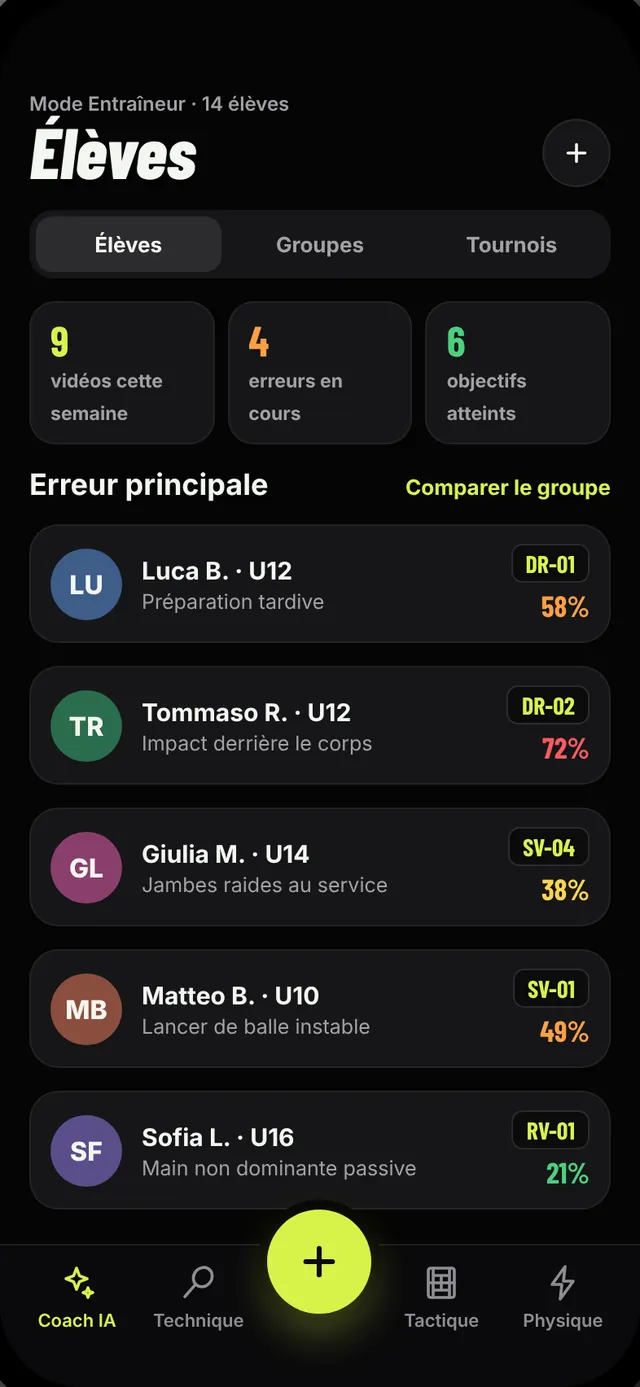 Mode Entraîneur · 14 élèves
Élèves
+
Élèves
Groupes
Tournois
9
vidéos cette
semaine
4
erreurs en
cours
6
objectifs
atteints
Erreur principale
Comparer le groupe
LU
Luca B. · U12
Préparation tardive
DR-01
58%
TR
Tommaso R. · U12
Impact derrière le corps
DR-02
72%
GL
Giulia M. · U14
Jambes raides au service
SV-04
38%
MB
Matteo B. · U10
Lancer de balle instable
SV-01
49%
SF
Sofia L. · U16
Main non dominante passive
RV-01
21%
+
Coach IA
Technique
Tactique
Physique